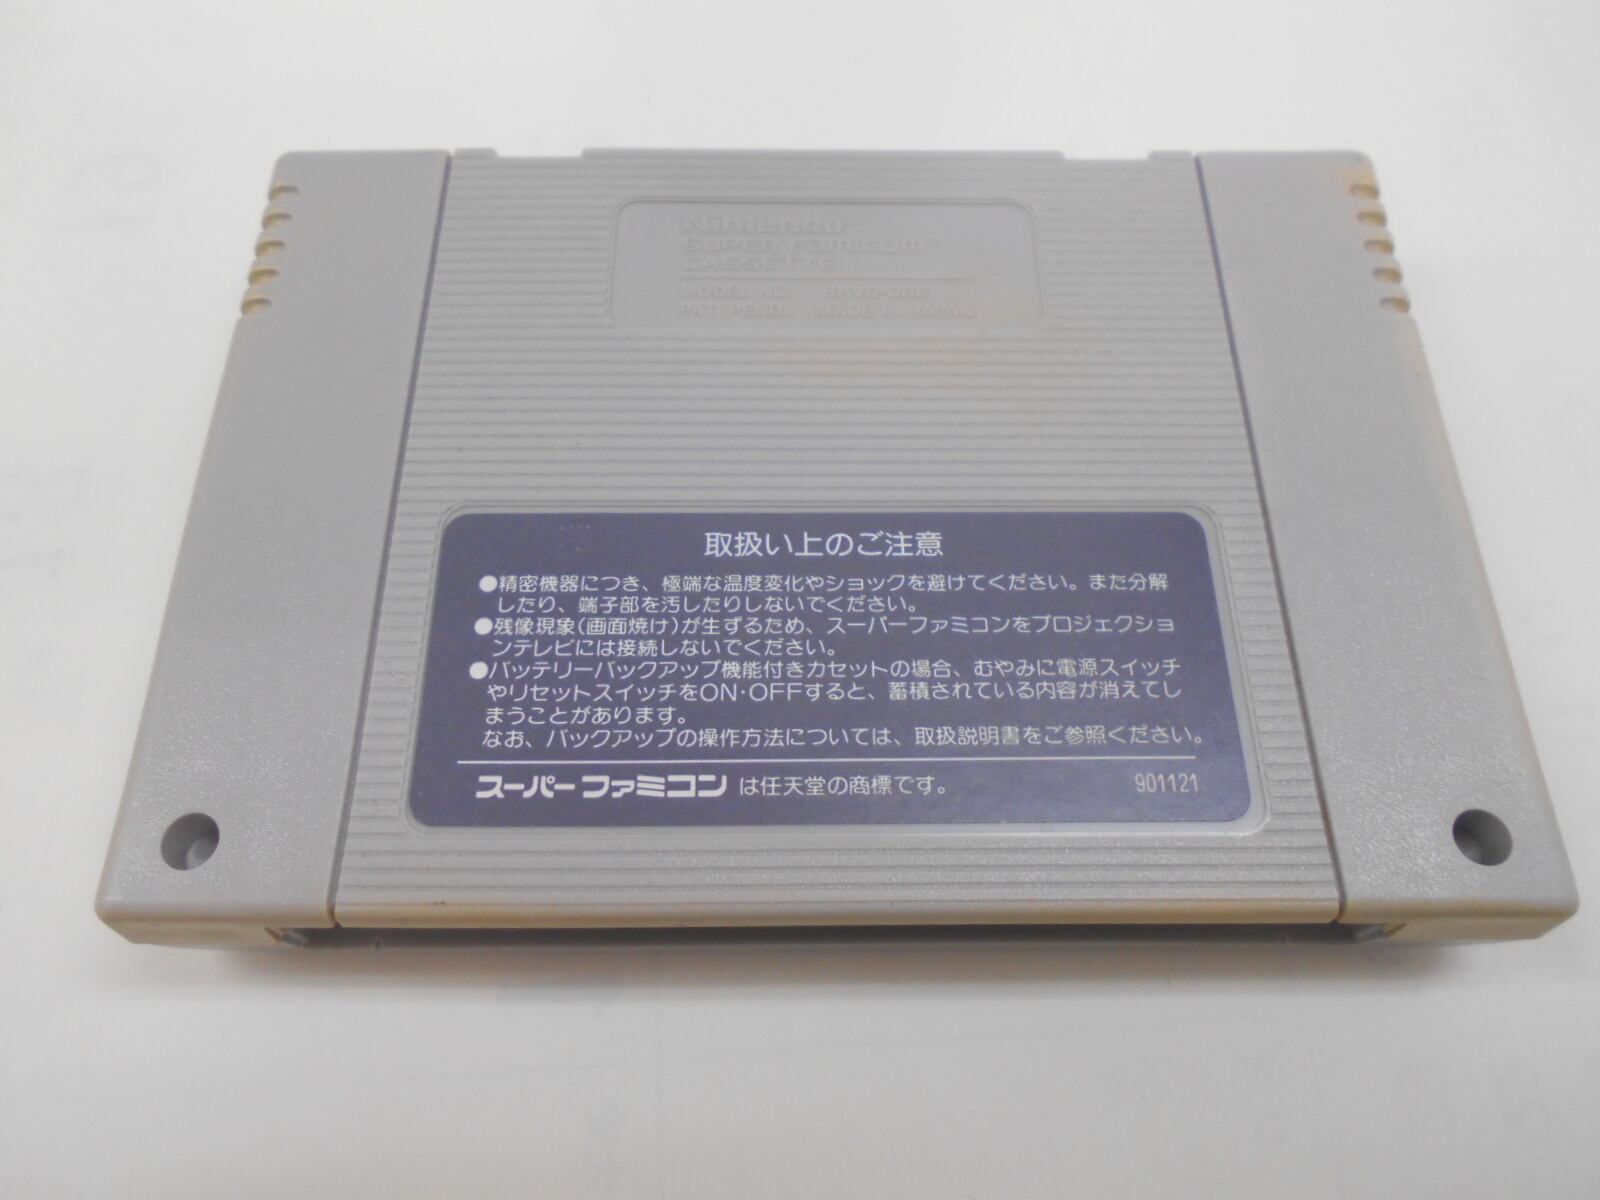 Nintendo
SUPER Famicom
CASSETTE
MODEL NO. SHVC-006
PAT. PEND. MADE IN JAPAN
取扱い上のご注意
●精密機器につき、極端な温度変化やショックを避けてください。また分解
したり、端子部を汚したりしないでください。
●残像現象(画面焼け)が生ずるため、スーパーファミコンをプロジェクショ
ンテレビには接続しないでください。
●バッテリーバックアップ機能付きカセットの場合、むやみに電源スイッチ
やリセットスイッチをON・OFFすると、蓄積されている内容が消えてし
まうことがあります。
なお、バックアップの操作方法については、取扱説明書をご参照ください。
スーパーファミコン は任天堂の商標です。 901121